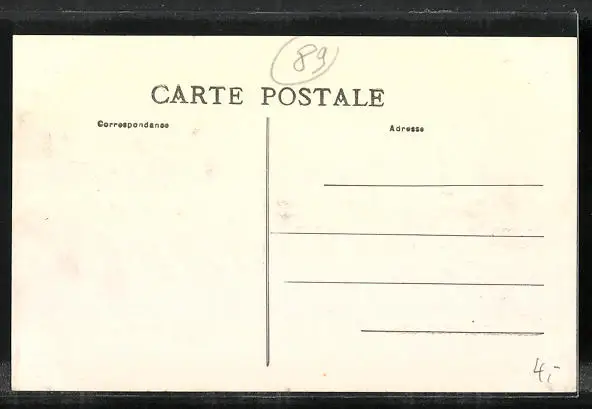 89
CARTE POSTALE
Correspondance
Adresse
4,-